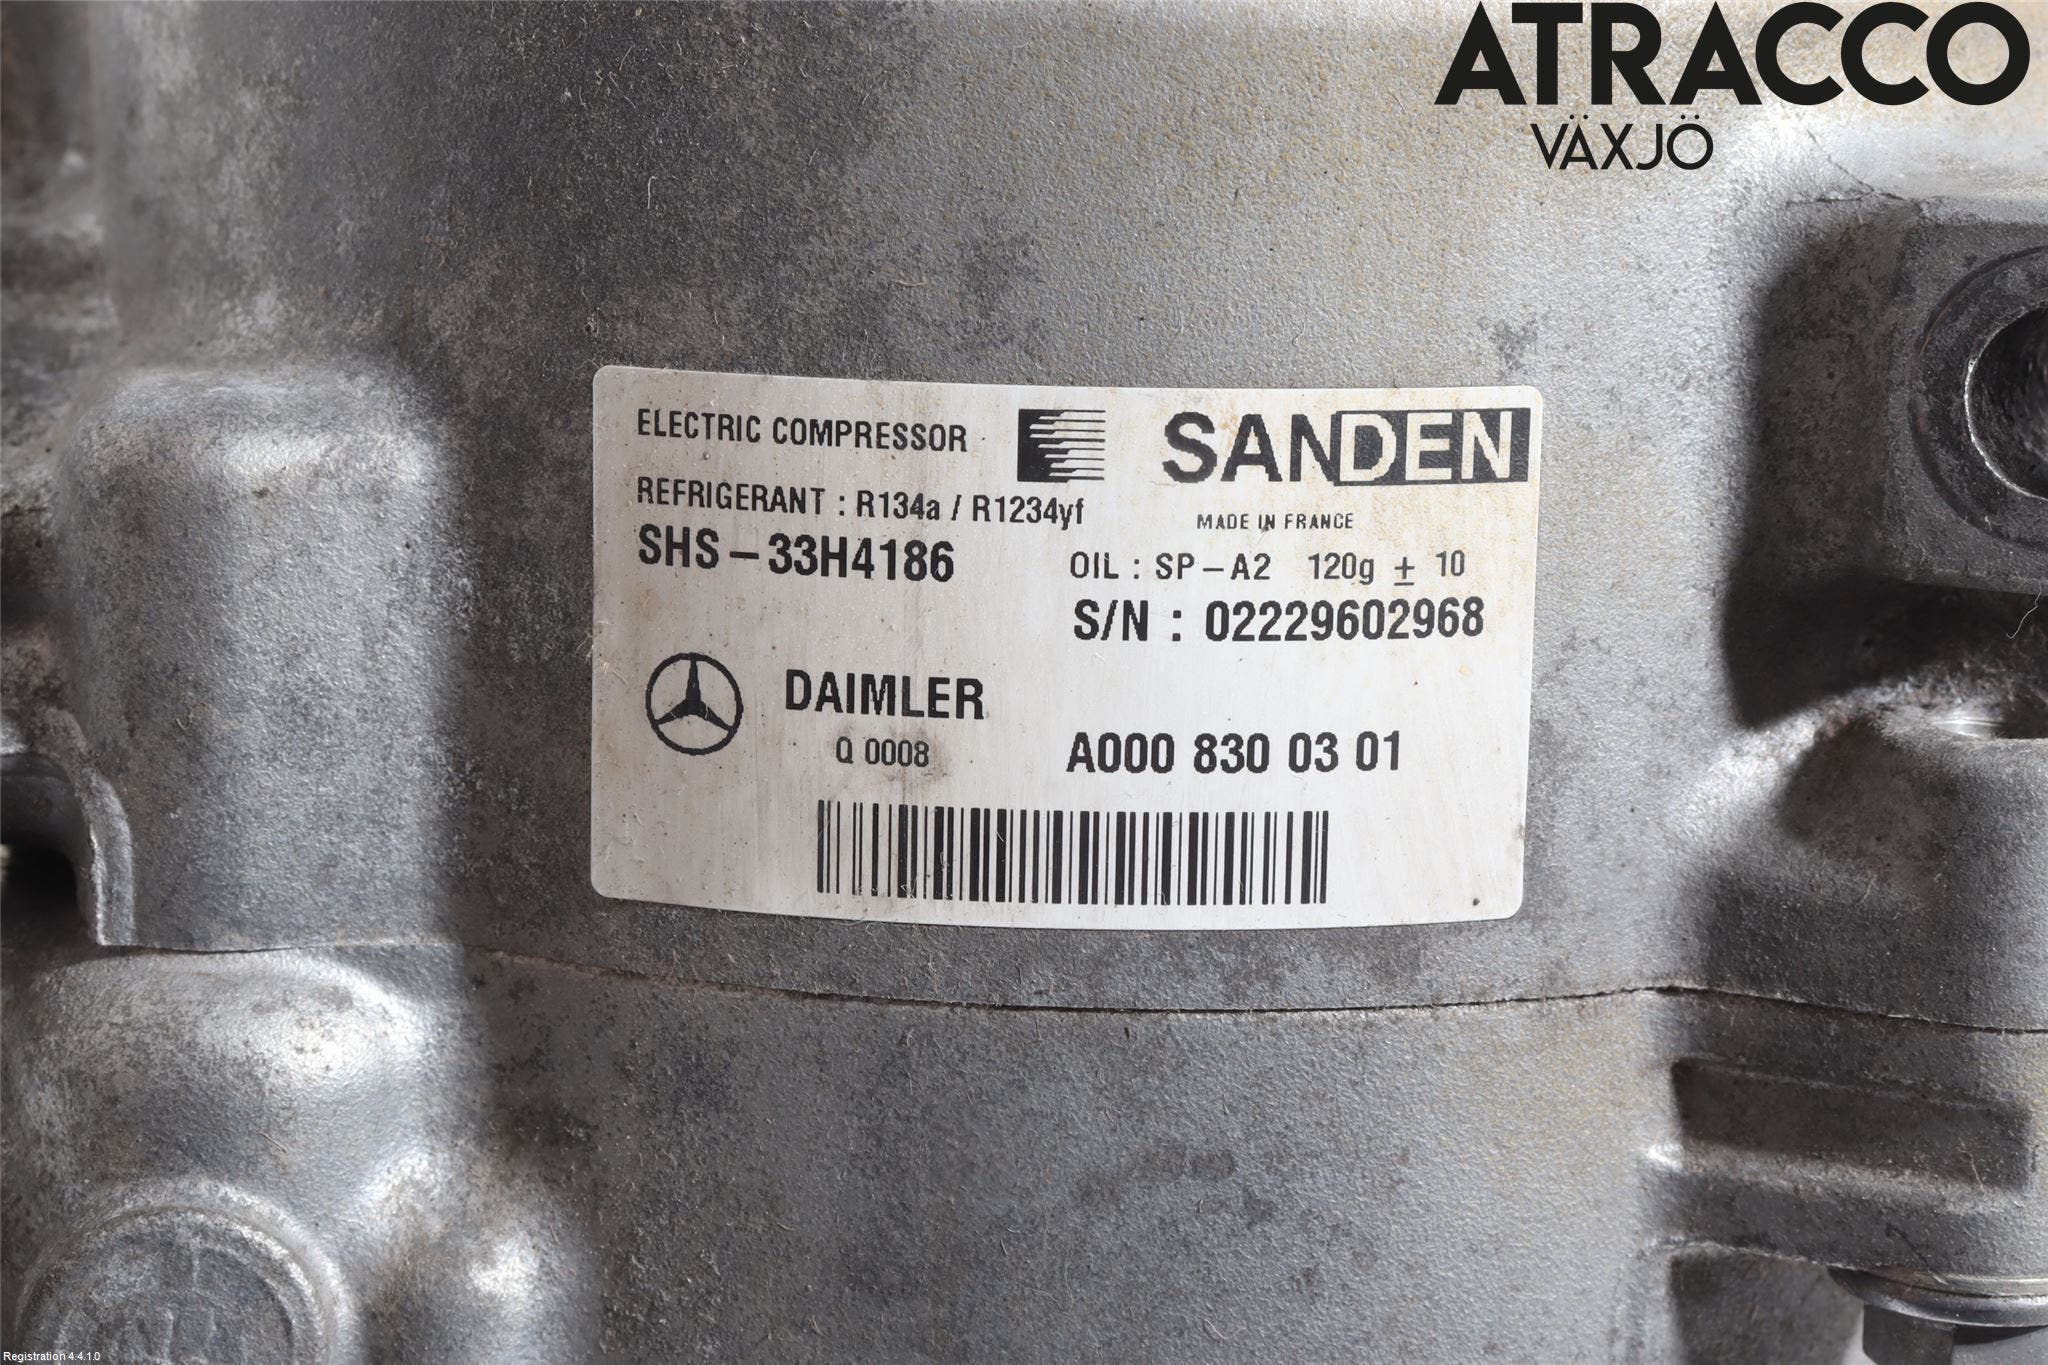 ATRACCO
VÄXJÖ
ELECTRIC COMPRESSOR
SANDEN
REFRIGERANT : R134a / R1234yf
MADE IN FRANCE
SHS-33H4186
OIL : SP-A2 120g ± 10
S/N : 02229602968
DAIMLER
Q 0008
A000 830 03 01
Registration 4.4.1.0